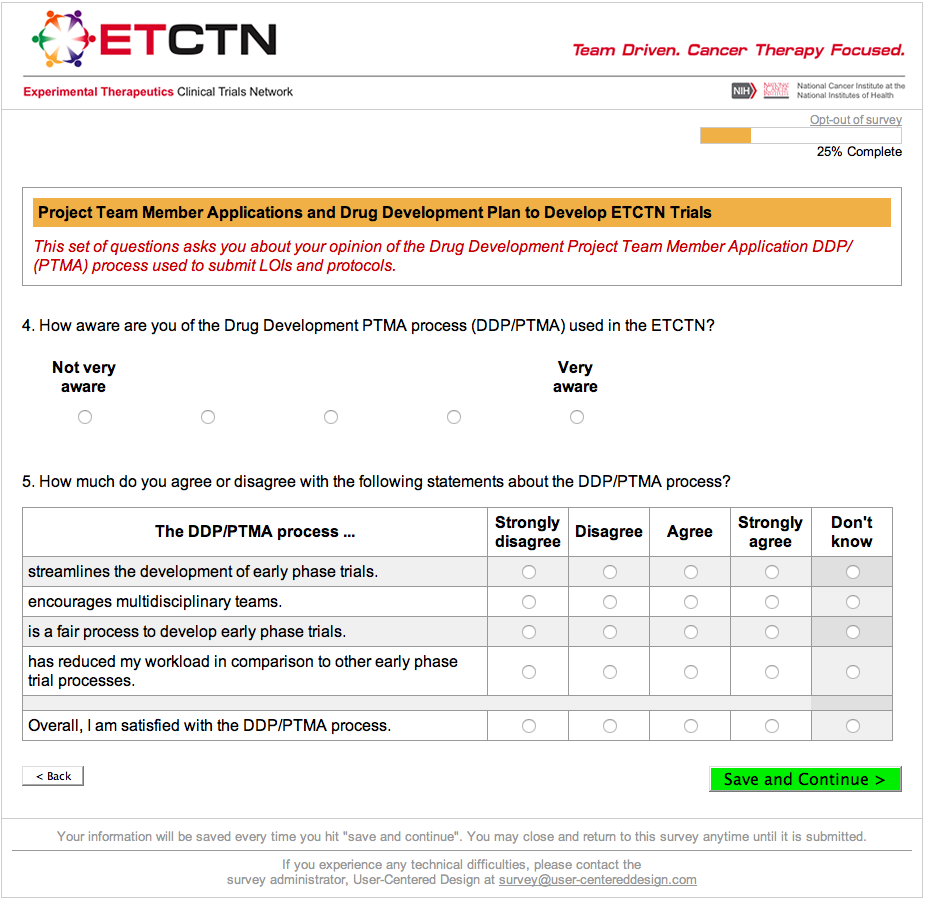 ETCTN
Team Driven. Cancer Therapy Focused.
Experimental Therapeutics Clinical Trials Network
NIH
NATIONAL CANCER INSTITUTE
National Cancer Institute at the
National Institutes of Health
Opt-out of survey
25% Complete
Project Team Member Applications and Drug Development Plan to Develop ETCTN Trials
This set of questions asks you about your opinion of the Drug Development Project Team Member Application DDP/
(PTMA) process used to submit LOIs and protocols.
4. How aware are you of the Drug Development PTMA process (DDP/PTMA) used in the ETCTN?
Not very
aware
Very
aware
5. How much do you agree or disagree with the following statements about the DDP/PTMA process?
The DDP/PTMA process ...
Strongly
disagree
Disagree
Agree
Strongly
agree
Don't
know
streamlines the development of early phase trials.
encourages multidisciplinary teams.
is a fair process to develop early phase trials.
has reduced my workload in comparison to other early phase
trial processes.
Overall, I am satisfied with the DDP/PTMA process.
< Back
Save and Continue >
Your information will be saved every time you hit "save and continue". You may close and return to this survey anytime until it is submitted.
If you experience any technical difficulties, please contact the
survey administrator, User-Centered Design at survey@user-centereddesign.com